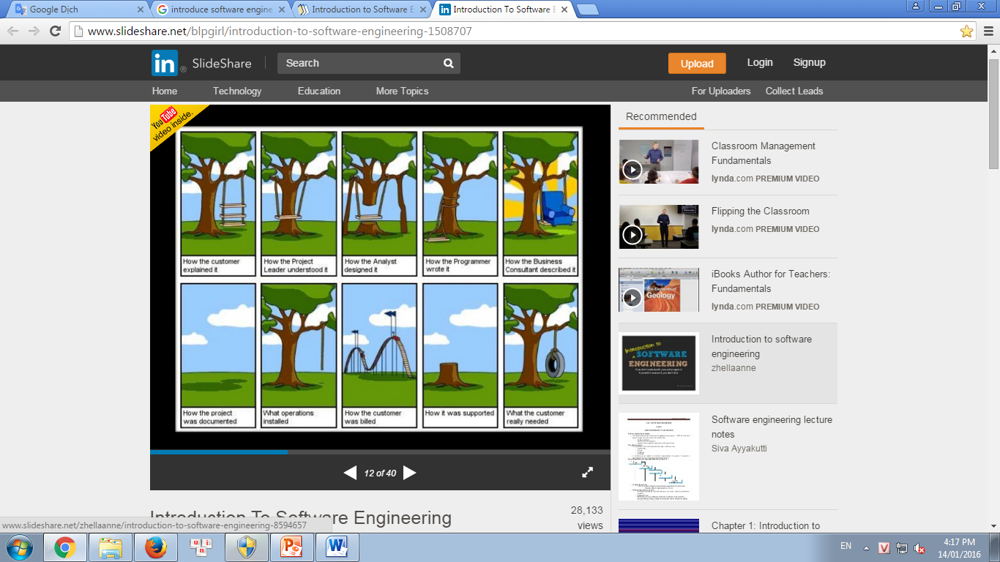 Google Dịch
introduce software engine
Introduction to Software E
Introduction To Software E
www.slideshare.net/blpgirl/introduction-to-software-engineering-1508707
in SlideShare
Search
Upload
Login
Signup
Home
Technology
Education
More Topics
For Uploaders
Collect Leads
You Tube
video inside.
How the customer
explained it
How the Project
Leader understood it
How the Analyst
designed it
How the Programmer
wrote it
How the Business
Consultant described it
How the project
was documented
What operations
installed
How the customer
was billed
How it was supported
What the customer
really needed
12 of 40
Introduction To Software Engineering
28,133
views
Recommended
Classroom Management
Fundamentals
lynda.com PREMIUM VIDEO
Flipping the Classroom
lynda.com PREMIUM VIDEO
iBooks Author for Teachers:
Fundamentals
lynda.com PREMIUM VIDEO
Geology
Introduction to software
engineering
zhellaanne
Introduction to
SOFTWARE
ENGINEERING
Software engineering lecture
notes
Siva Ayyakutti
Chapter 1: Introduction to
www.slideshare.net/zhellaanne/introduction-to-software-engineering-8594657
EN
4:17 PM
14/01/2016